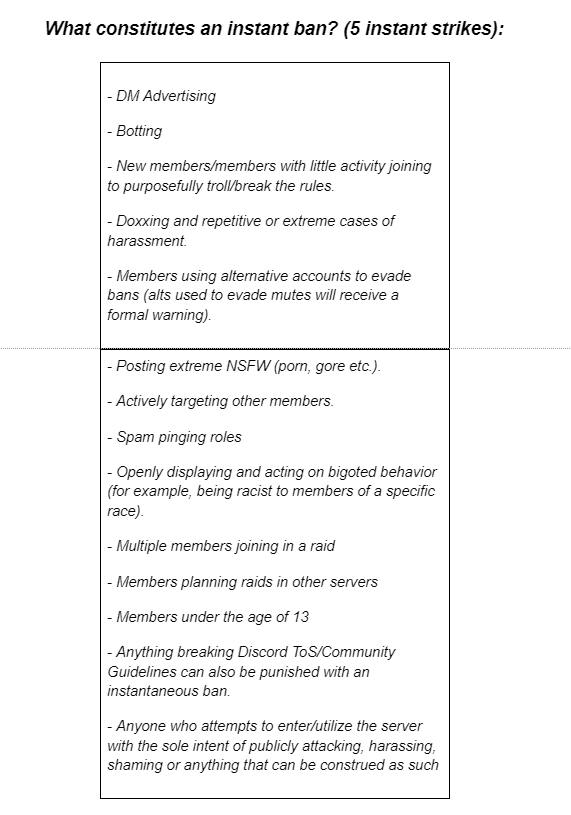 What constitutes an instant ban? (5 instant strikes):
- DM Advertising
- Botting
- New members/members with little activity joining
to purposefully troll/break the rules.
- Doxxing and repetitive or extreme cases of
harassment.
- Members using alternative accounts to evade
bans (alts used to evade mutes will receive a
formal warning).
- Posting extreme NSFW (porn, gore etc.).
- Actively targeting other members.
- Spam pinging roles
- Openly displaying and acting on bigoted behavior
(for example, being racist to members of a specific
race).
- Multiple members joining in a raid
- Members planning raids in other servers
- Members under the age of 13
- Anything breaking Discord ToS/Community
Guidelines can also be punished with an
instantaneous ban.
- Anyone who attempts to enter/utilize the server
with the sole intent of publicly attacking, harassing,
shaming or anything that can be construed as such